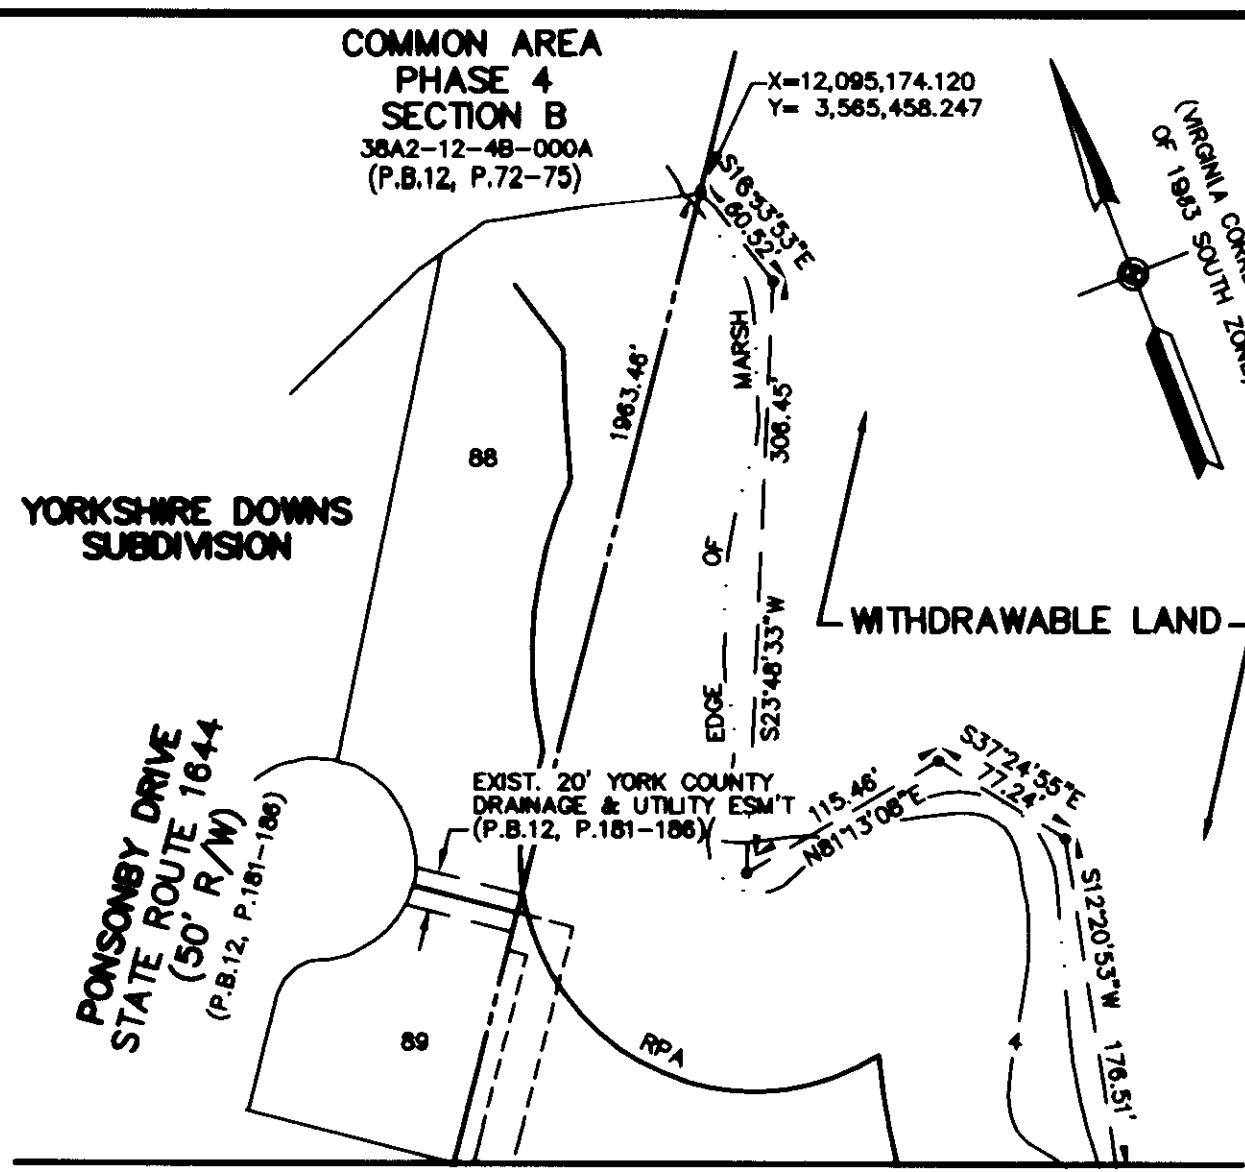 COMMON AREA
PHASE 4
SECTION B
38A2-12-4B-000A
(P.B.12, P.72-75)
X=12,095,174.120
Y= 3,565,458.247
(VIRGINIA
OF 1983 SOUTH ZONE,
S16°53'53"E
60.52'
MARSH
OF
EDGE
306.45'
S23°48'33"W
1963.46'
88
YORKSHIRE DOWNS
SUBDIVISION
WITHDRAWABLE LAND
PONSONBY DRIVE
STATE ROUTE 1644
(50' R/W)
(P.B.12, P.181-186)
EXIST. 20' YORK COUNTY
DRAINAGE & UTILITY ESM'T
(P.B.12, P.181-186)
115.46'
N81°13'08"E
S37°24'55"E
77.24'
S12°20'53"W 176.51'
89
RPA
4